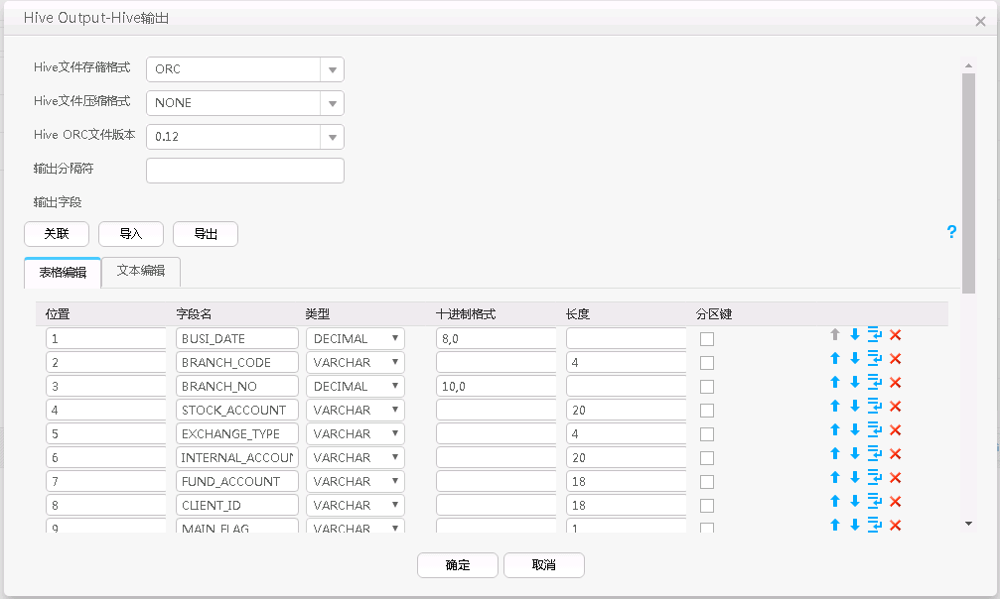 Hive Output-Hive输出
Hive文件存储格式 ORC
Hive文件压缩格式 NONE
Hive ORC文件版本 0.12
输出分隔符
输出字段
关联 导入 导出
?
表格编辑 文本编辑
位置 字段名 类型 十进制格式 长度 分区键
1 BUSI_DATE DECIMAL 8,0
2 BRANCH_CODE VARCHAR 4
3 BRANCH_NO DECIMAL 10,0
4 STOCK_ACCOUNT VARCHAR 20
5 EXCHANGE_TYPE VARCHAR 4
6 INTERNAL_ACCOUN VARCHAR 20
7 FUND_ACCOUNT VARCHAR 18
8 CLIENT_ID VARCHAR 18
9 MAIN_FLAG VARCHAR 1
确定 取消